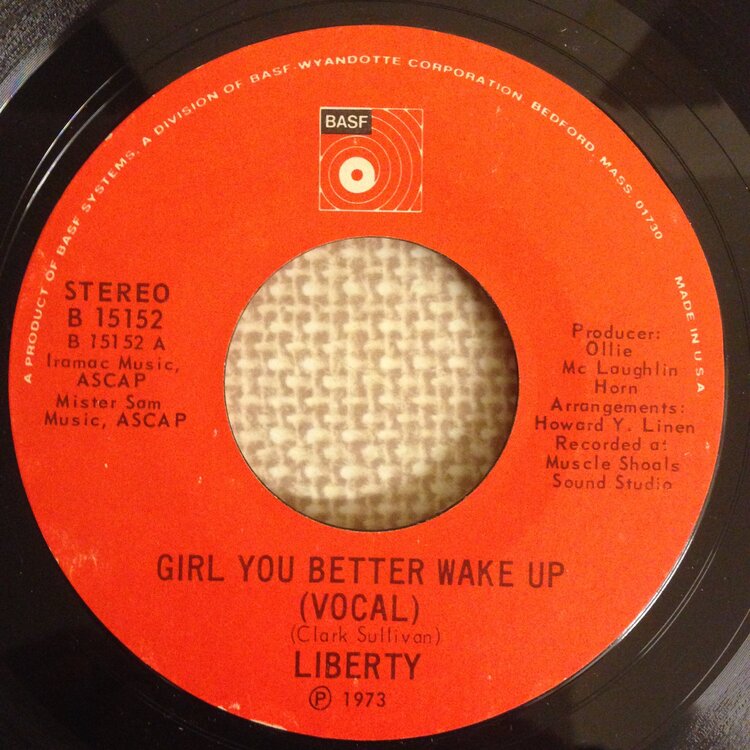 A PRODUCT OF BASF SYSTEMS, A DIVISION OF BASF-WYANDOTTE CORPORATION BEDFORD, MASS 01730
MADE IN U S A
BASF
STEREO
B 15152
B 15152 A
Iramac Music,
ASCAP
Mister Sam
Music, ASCAP
Producer:
Ollie
Mc Laughlin
Horn
Arrangements:
Howard Y. Linen
Recorded at
Muscle Shoals
Sound Studio
GIRL YOU BETTER WAKE UP
(VOCAL)
(Clark Sullivan)
LIBERTY
℗ 1973